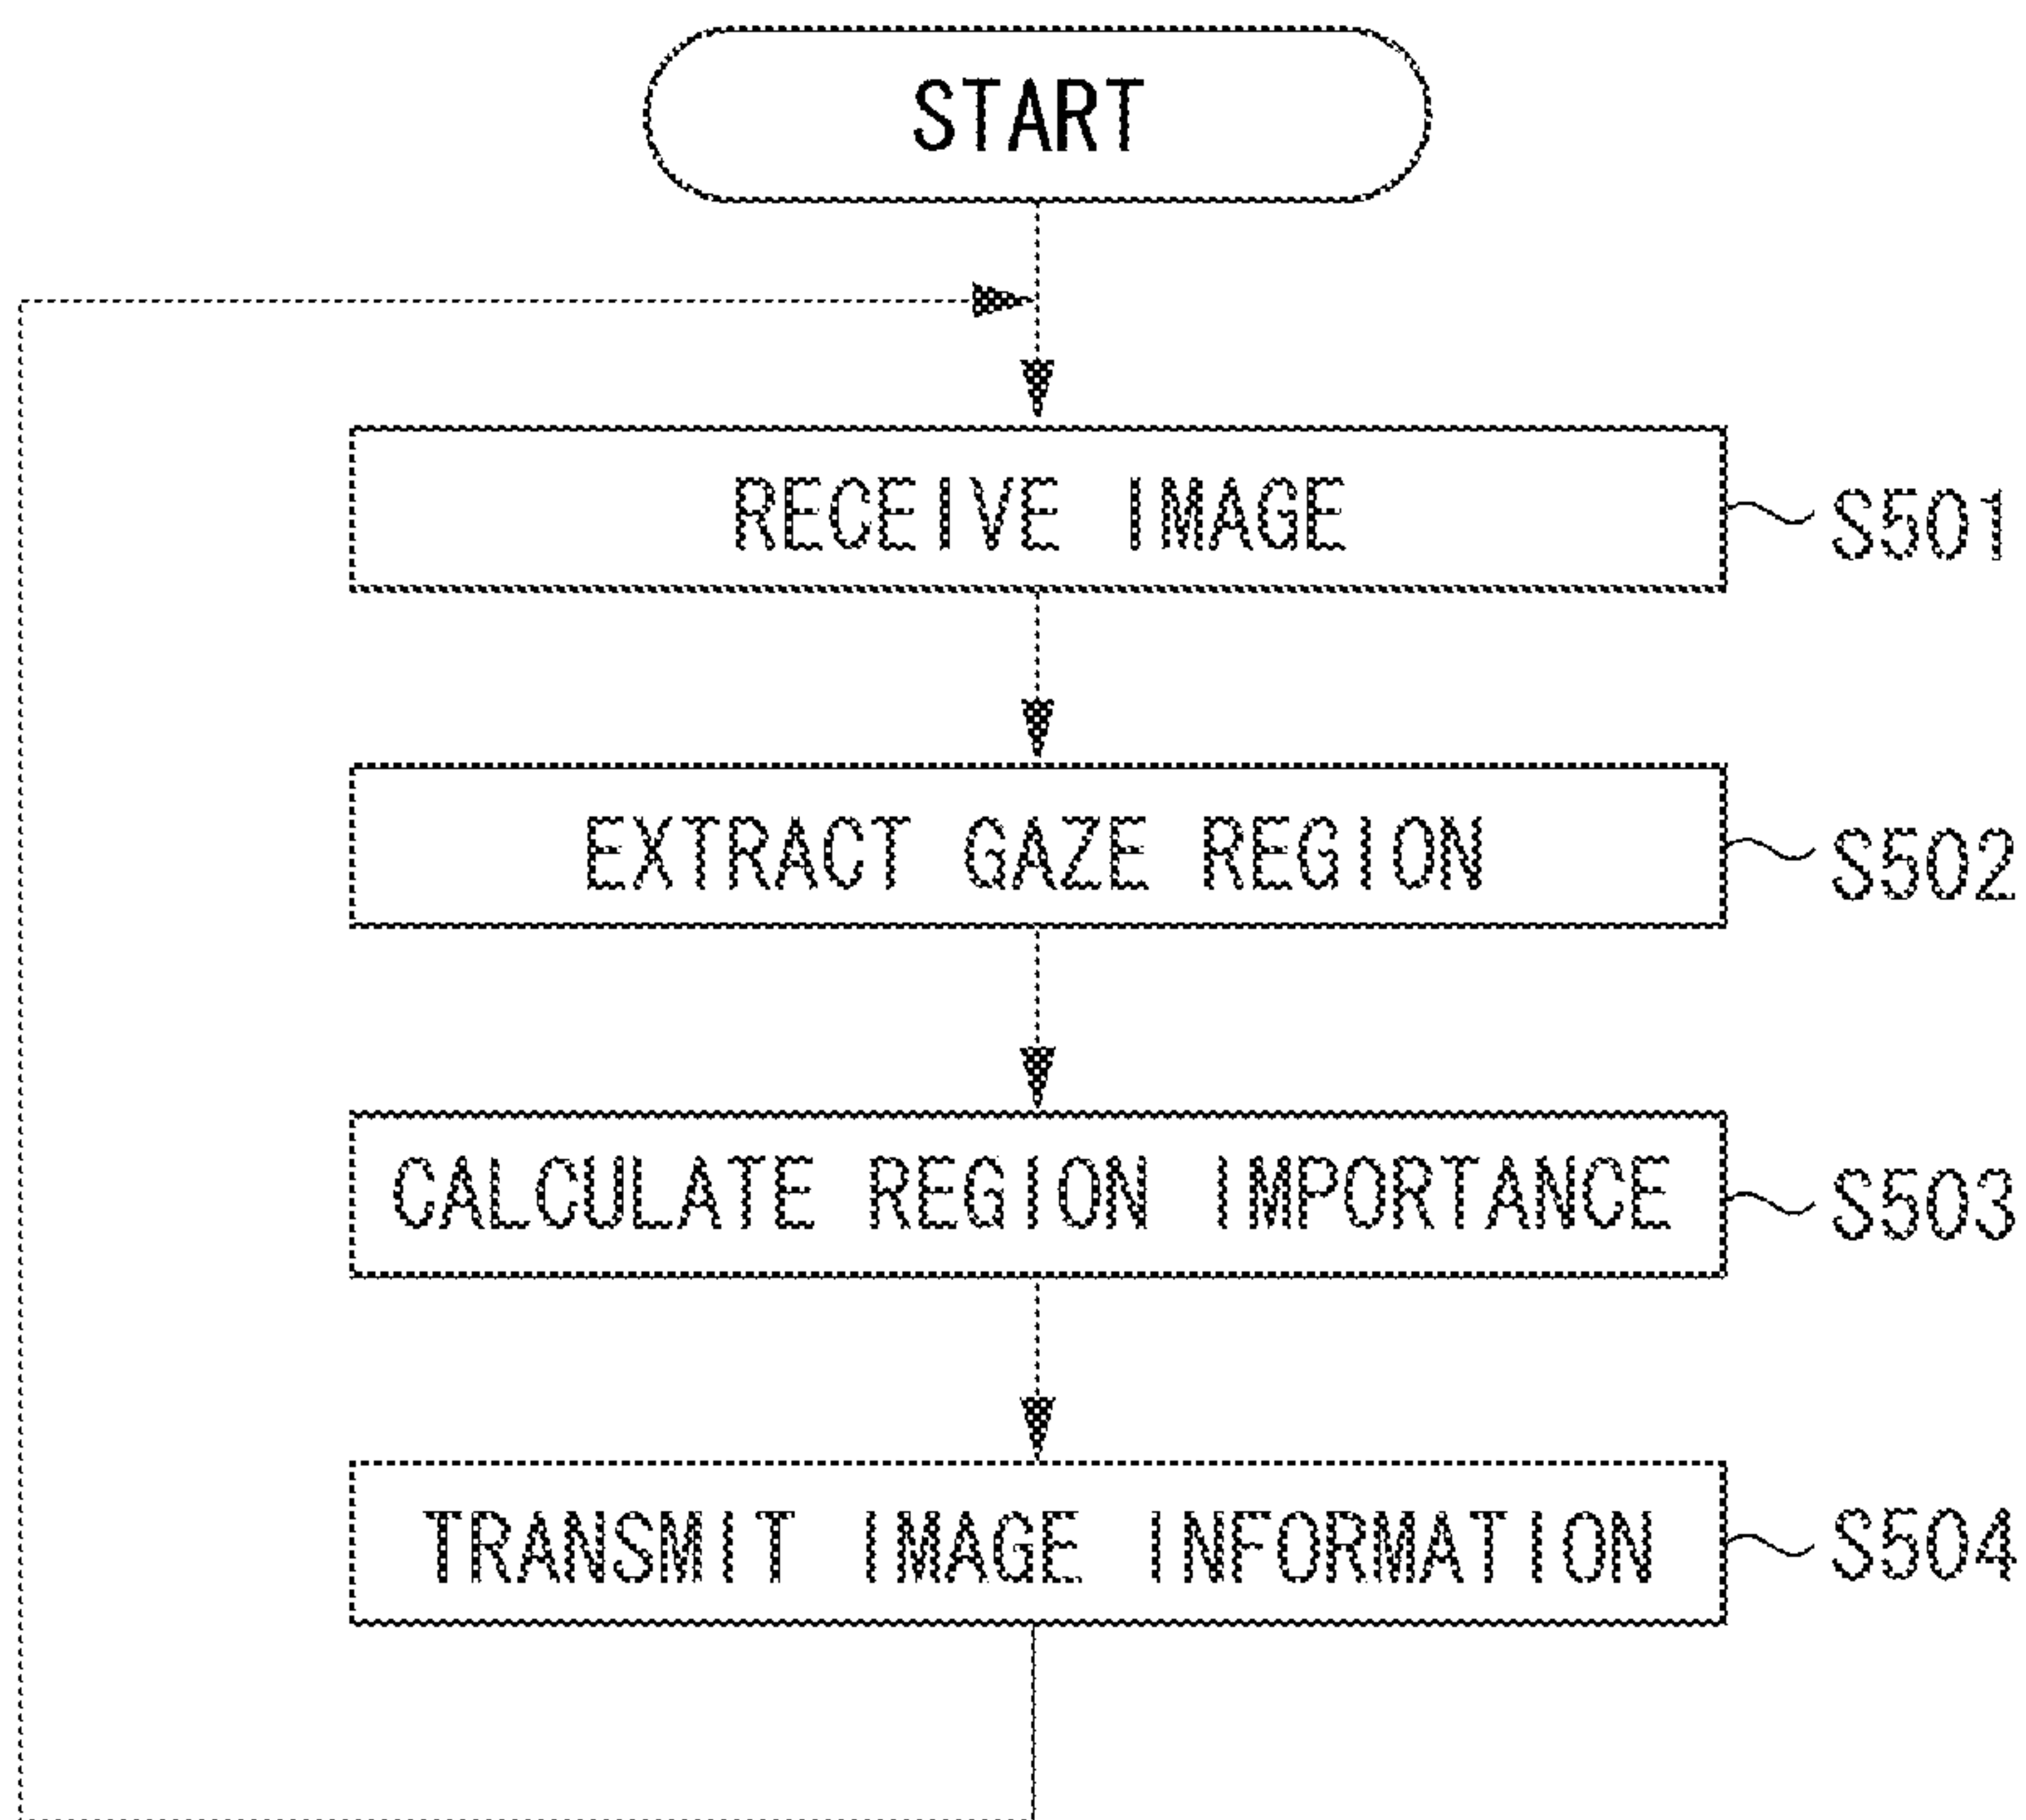 START
RECEIVE IMAGE
S501
EXTRACT GAZE REGION
S502
CALCULATE REGION IMPORTANCE
S503
TRANSMIT IMAGE INFORMATION
S504